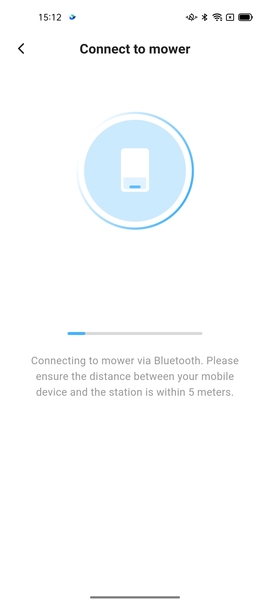 15:12
Connect to mower
Connecting to mower via Bluetooth. Please
ensure the distance between your mobile
device and the station is within 5 meters.